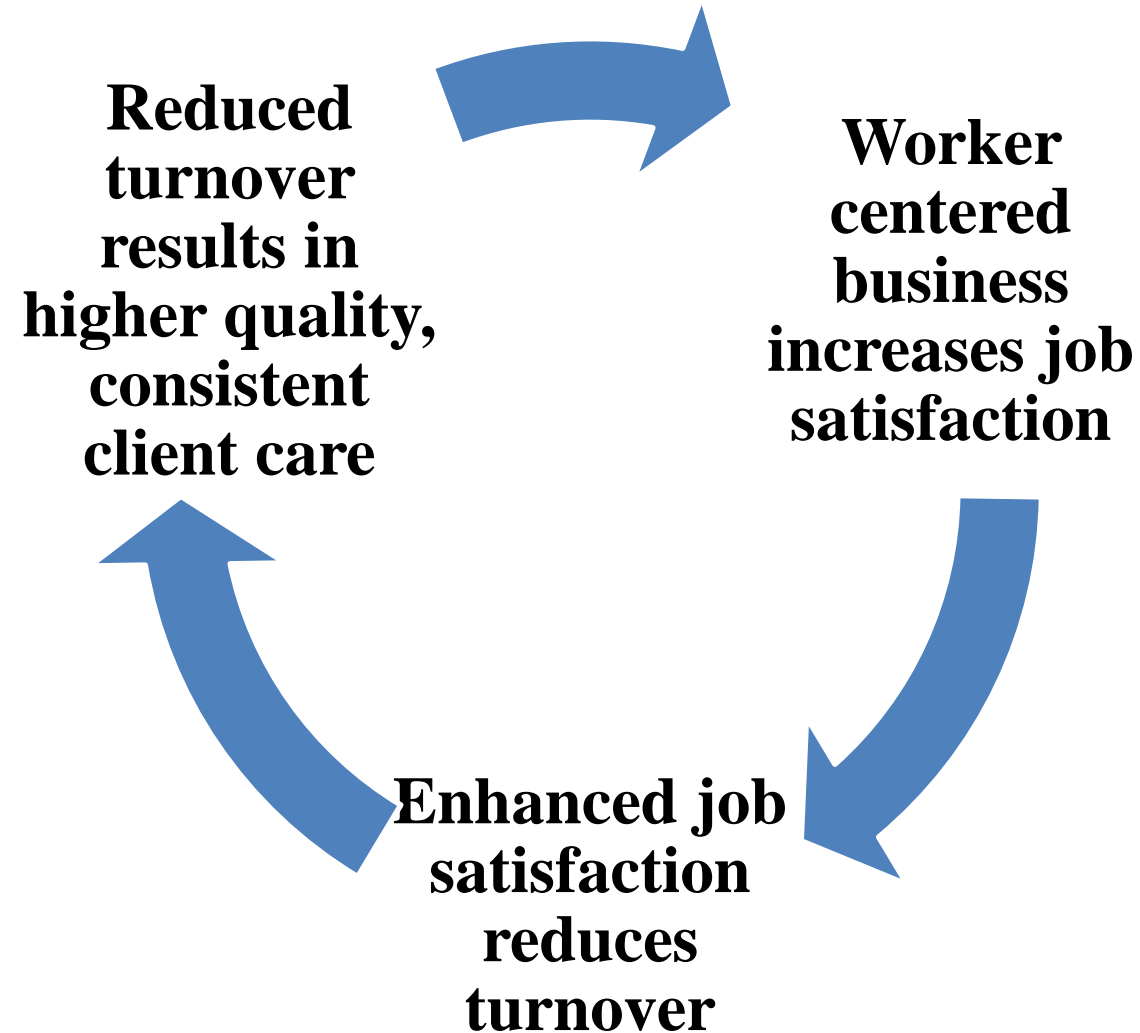 Reduced
turnover
results in
higher quality,
consistent
client care
Worker
centered
business
increases job
satisfaction
Enhanced job
satisfaction
reduces
turnover